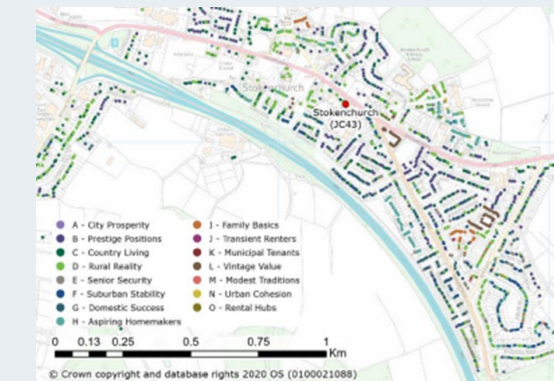 Stokenchurch
Stokenchurch
(JC43)
A - City Prosperity
B - Prestige Positions
C - Country Living
D - Rural Reality
E - Senior Security
F - Suburban Stability
G - Domestic Success
H - Aspiring Homemakers
I - Family Basics
J - Transient Renters
K - Municipal Tenants
L - Vintage Value
M - Modest Traditions
N - Urban Cohesion
O - Rental Hubs
0 0.13 0.25 0.5 0.75 1
Km
© Crown copyright and database rights 2020 OS (0100021088)